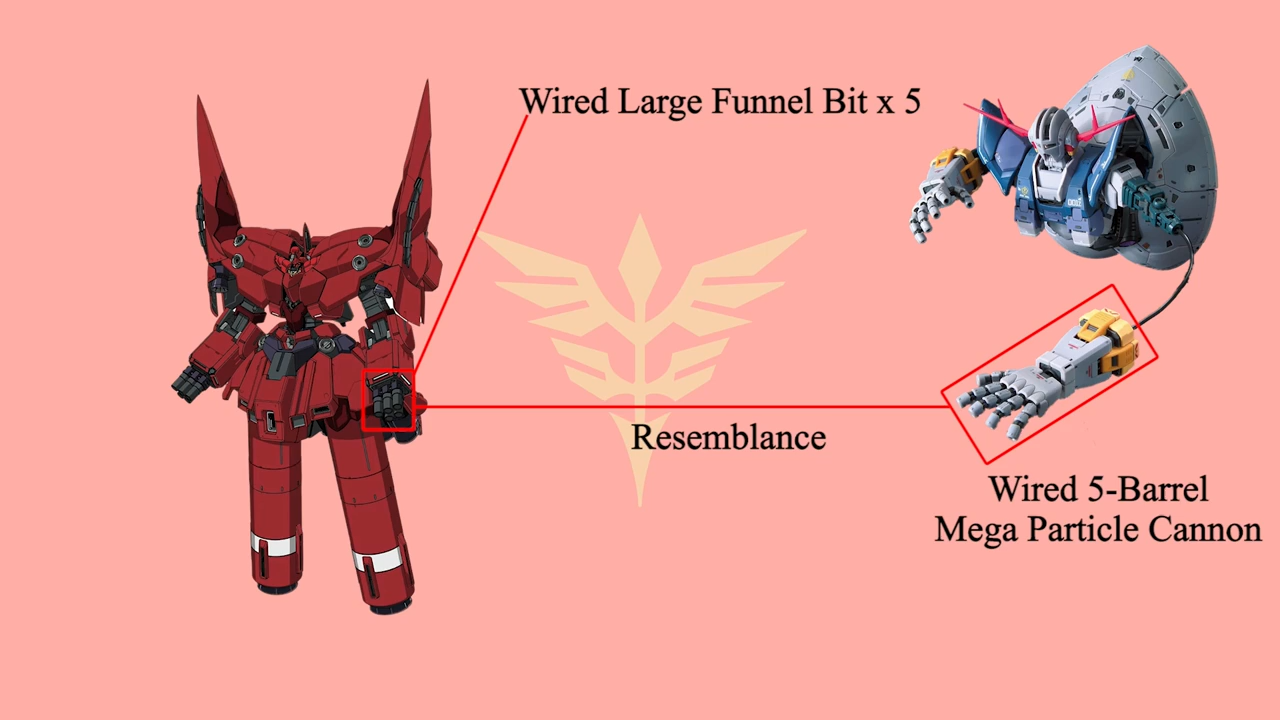 Wired Large Funnel Bit x 5
Resemblance
Wired 5-Barrel
Mega Particle Cannon